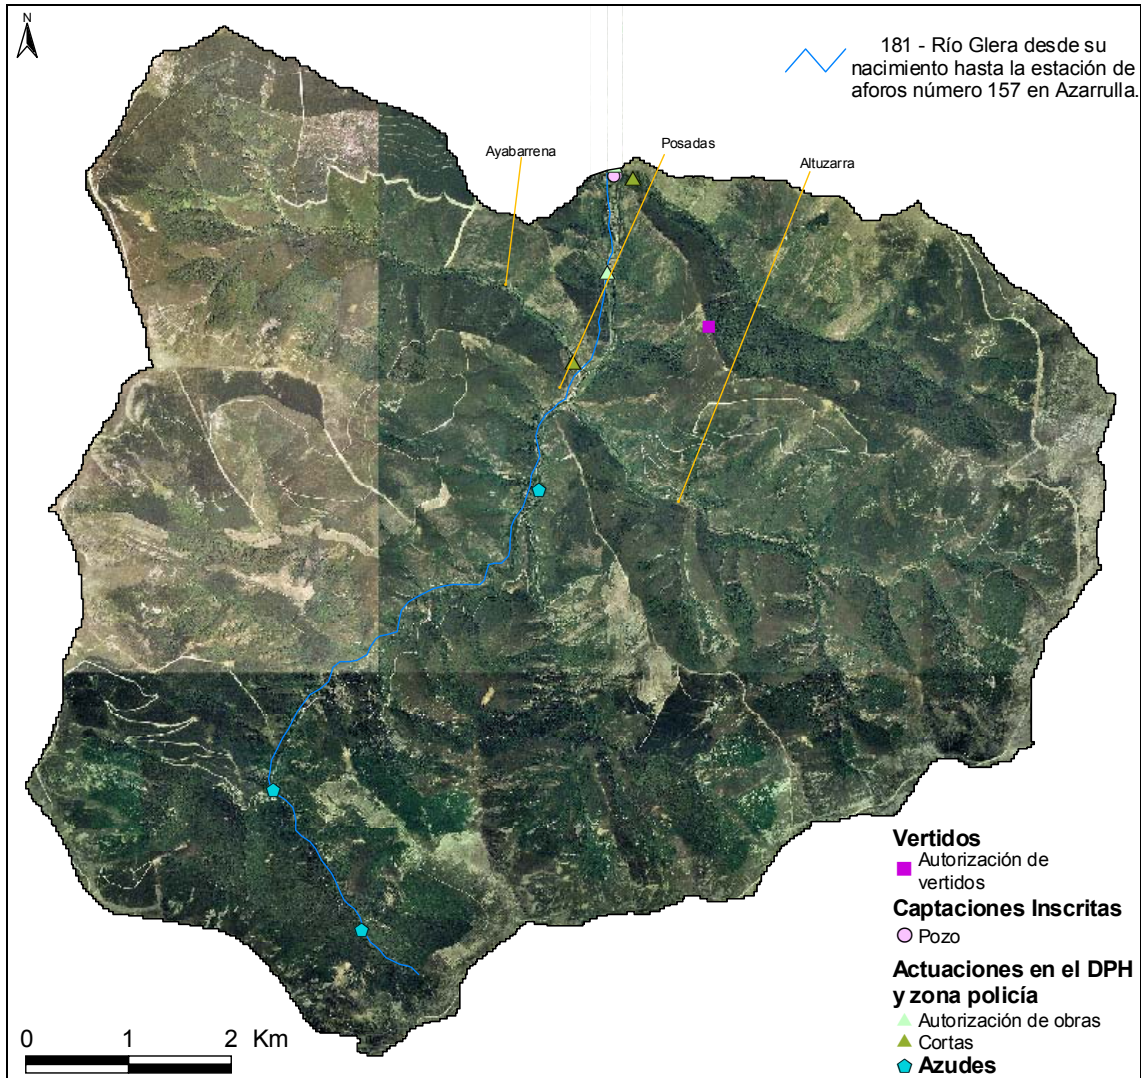 N
181 - Río Glera desde su
nacimiento hasta la estación de
aforos número 157 en Azarrulla.
Ayabarrena
Posadas
Altuzarra
Vertidos
Autorización de
vertidos
Captaciones Inscritas
Pozo
Actuaciones en el DPH
y zona policía
Autorización de obras
Cortas
Azudes
0 1 2 Km